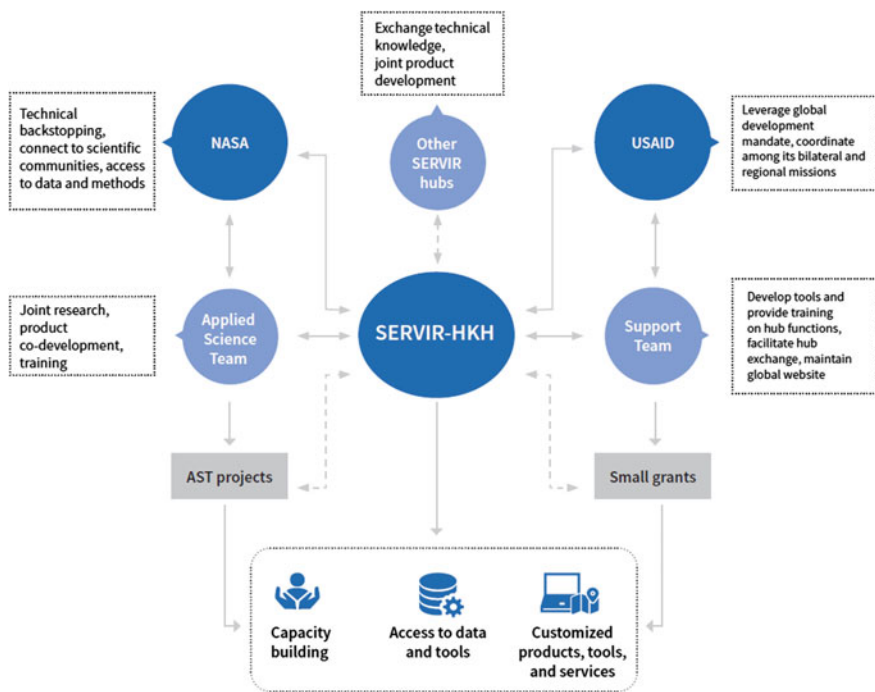 Exchange technical
knowledge,
joint product
development
Technical
backstopping,
connect to scientific
communities, access
to data and methods
NASA
Other
SERVIR
hubs
USAID
Leverage global
development
mandate, coordinate
among its bilateral and
regional missions
Joint research,
product
co-development,
training
Applied
Science
Team
SERVIR-HKH
Support
Team
Develop tools and
provide training
on hub functions,
facilitate hub
exchange, maintain
global website
AST projects
Small grants
Capacity
building
Access to data
and tools
Customized
products, tools,
and services